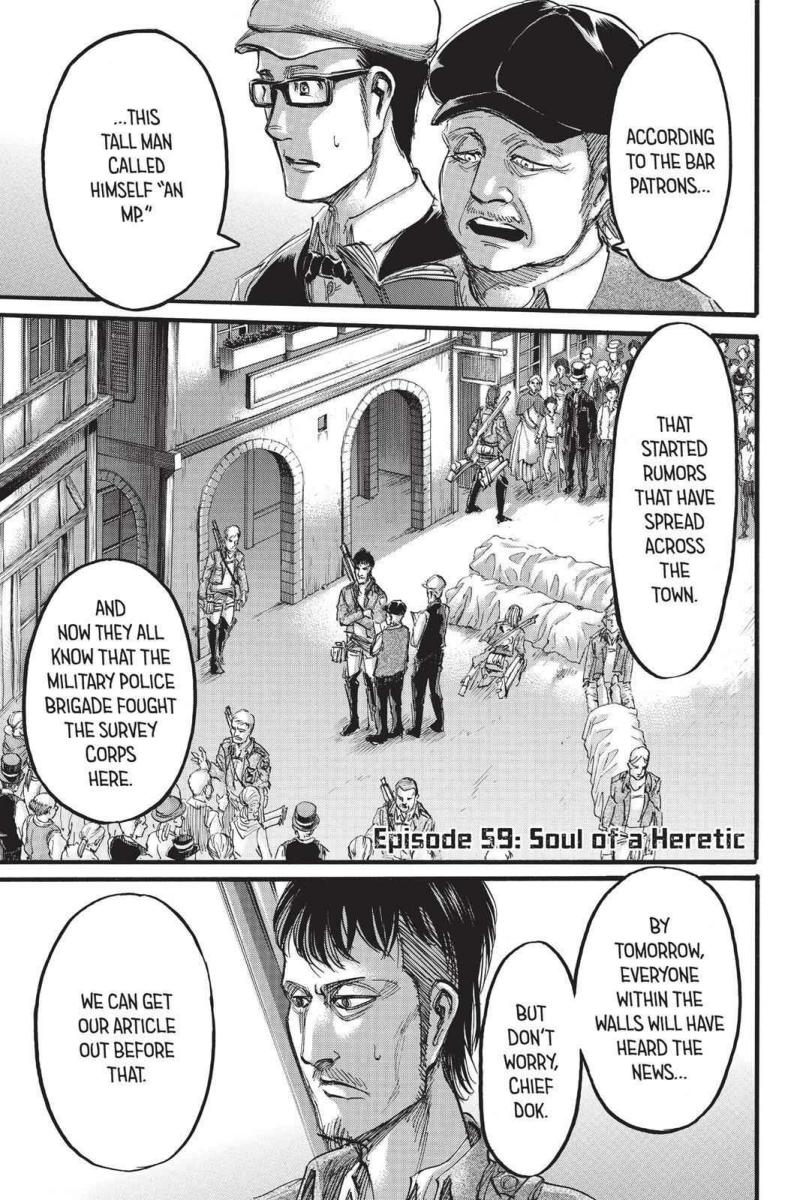 ACCORDING
TO THE BAR
PATRONS...
...THIS
TALL MAN
CALLED
HIMSELF "AN
MP."
THAT
STARTED
RUMORS
THAT HAVE
SPREAD
ACROSS
THE
TOWN.
AND
NOW THEY ALL
KNOW THAT THE
MILITARY POLICE
BRIGADE FOUGHT
THE SURVEY
CORPS
HERE.
Episode 59: Soul of a Heretic
BY
TOMORROW,
EVERYONE
WITHIN THE
WALLS WILL HAVE
HEARD THE
NEWS...
BUT
DON'T
WORRY,
CHIEF
DOK.
WE CAN GET
OUR ARTICLE
OUT BEFORE
THAT.